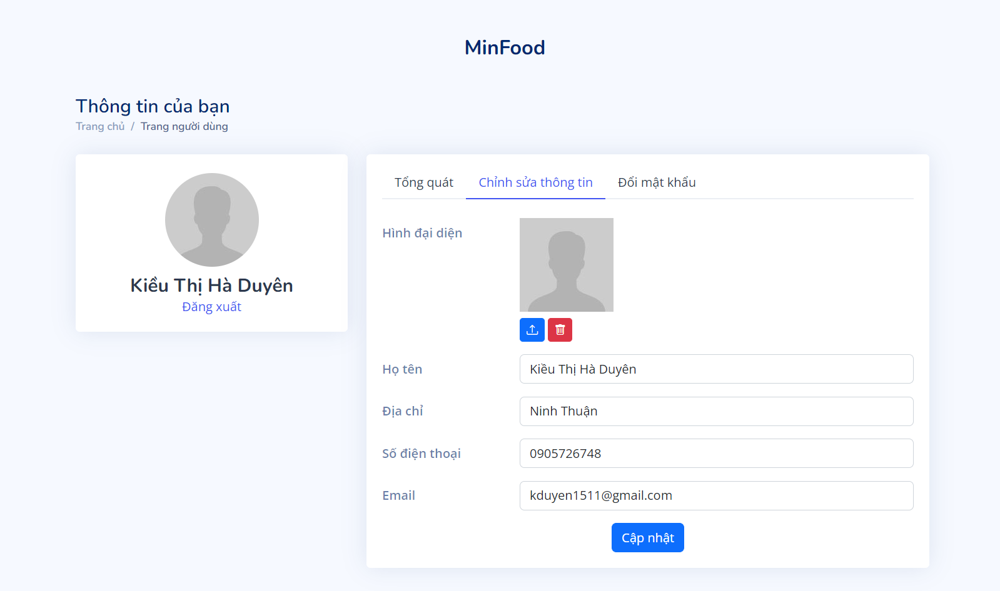 MinFood
Thông tin của bạn
Trang chủ / Trang người dùng
Kiều Thị Hà Duyên
Đăng xuất
Tổng quát Chỉnh sửa thông tin Đổi mật khẩu
Hình đại diện
Họ tên Kiều Thị Hà Duyên
Địa chỉ Ninh Thuận
Số điện thoại 0905726748
Email kduyen1511@gmail.com
Cập nhật